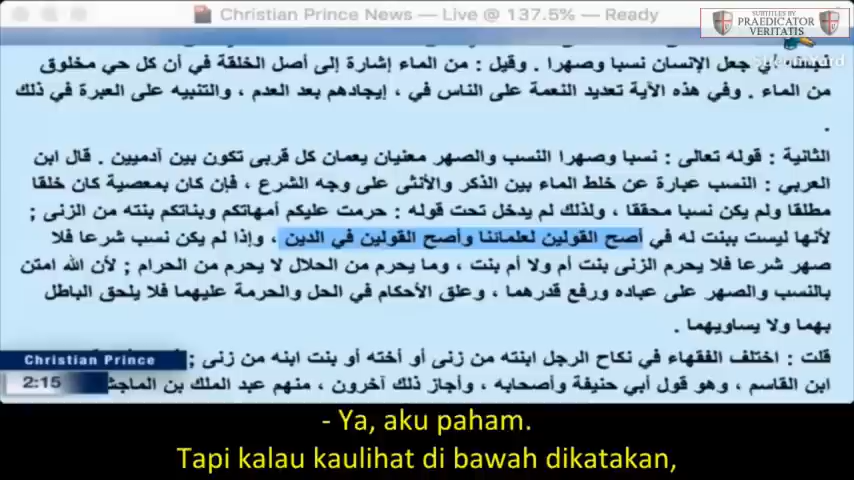 Christian Prince News — Live @ 137.5% — Ready
SUBTITLES BY
PRAEDICATOR
VERITATIS
StreamYard
أي جعل الإنسان نسبا وصهرا . وقيل : من الماء إشارة إلى أصل الخلقة في أن كل حي مخلوق
من الماء . وفي هذه الآية تعديد النعمة على الناس في ، إيجادهم بعد العدم ، والتنبيه على العبرة في ذلك
.
الثانية : قوله تعالى : نسبا وصهرا النسب والصهر معنيان يعمان كل قربى تكون بين آدميين . قال ابن
العربي : النسب عبارة عن خلط الماء بين الذكر والأنثى على وجه الشرع ، فإن كان بمعصية كان خلقا
مطلقا ولم يكن نسبا محققا ، ولذلك لم يدخل تحت قوله : حرمت عليكم أمهاتكم وبناتكم بنته من الزنى ;
لأنها ليست ببنت له في أصح القولين لعلمائنا وأصح القولين في الدين ، وإذا لم يكن نسب شرعا فلا
صهر شرعا فلا يحرم الزنى بنت أم ولا أم بنت ، وما يحرم من الحلال لا يحرم من الحرام ; لأن الله امتن
بالنسب والصهر على عباده ورفع قدرهما ، وعلق الأحكام في الحل والحرمة عليهما فلا يلحق الباطل
بهما ولا يساويهما .
قلت : اختلف الفقهاء في نكاح الرجل ابنته من زنى أو أخته أو بنت ابنه من زنى ;
ابن القاسم ، وهو قول أبي حنيفة وأصحابه ، وأجاز ذلك آخرون ، منهم عبد الملك بن
Christian Prince
2:15
- Ya, aku paham.
Tapi kalau kaulihat di bawah dikatakan,